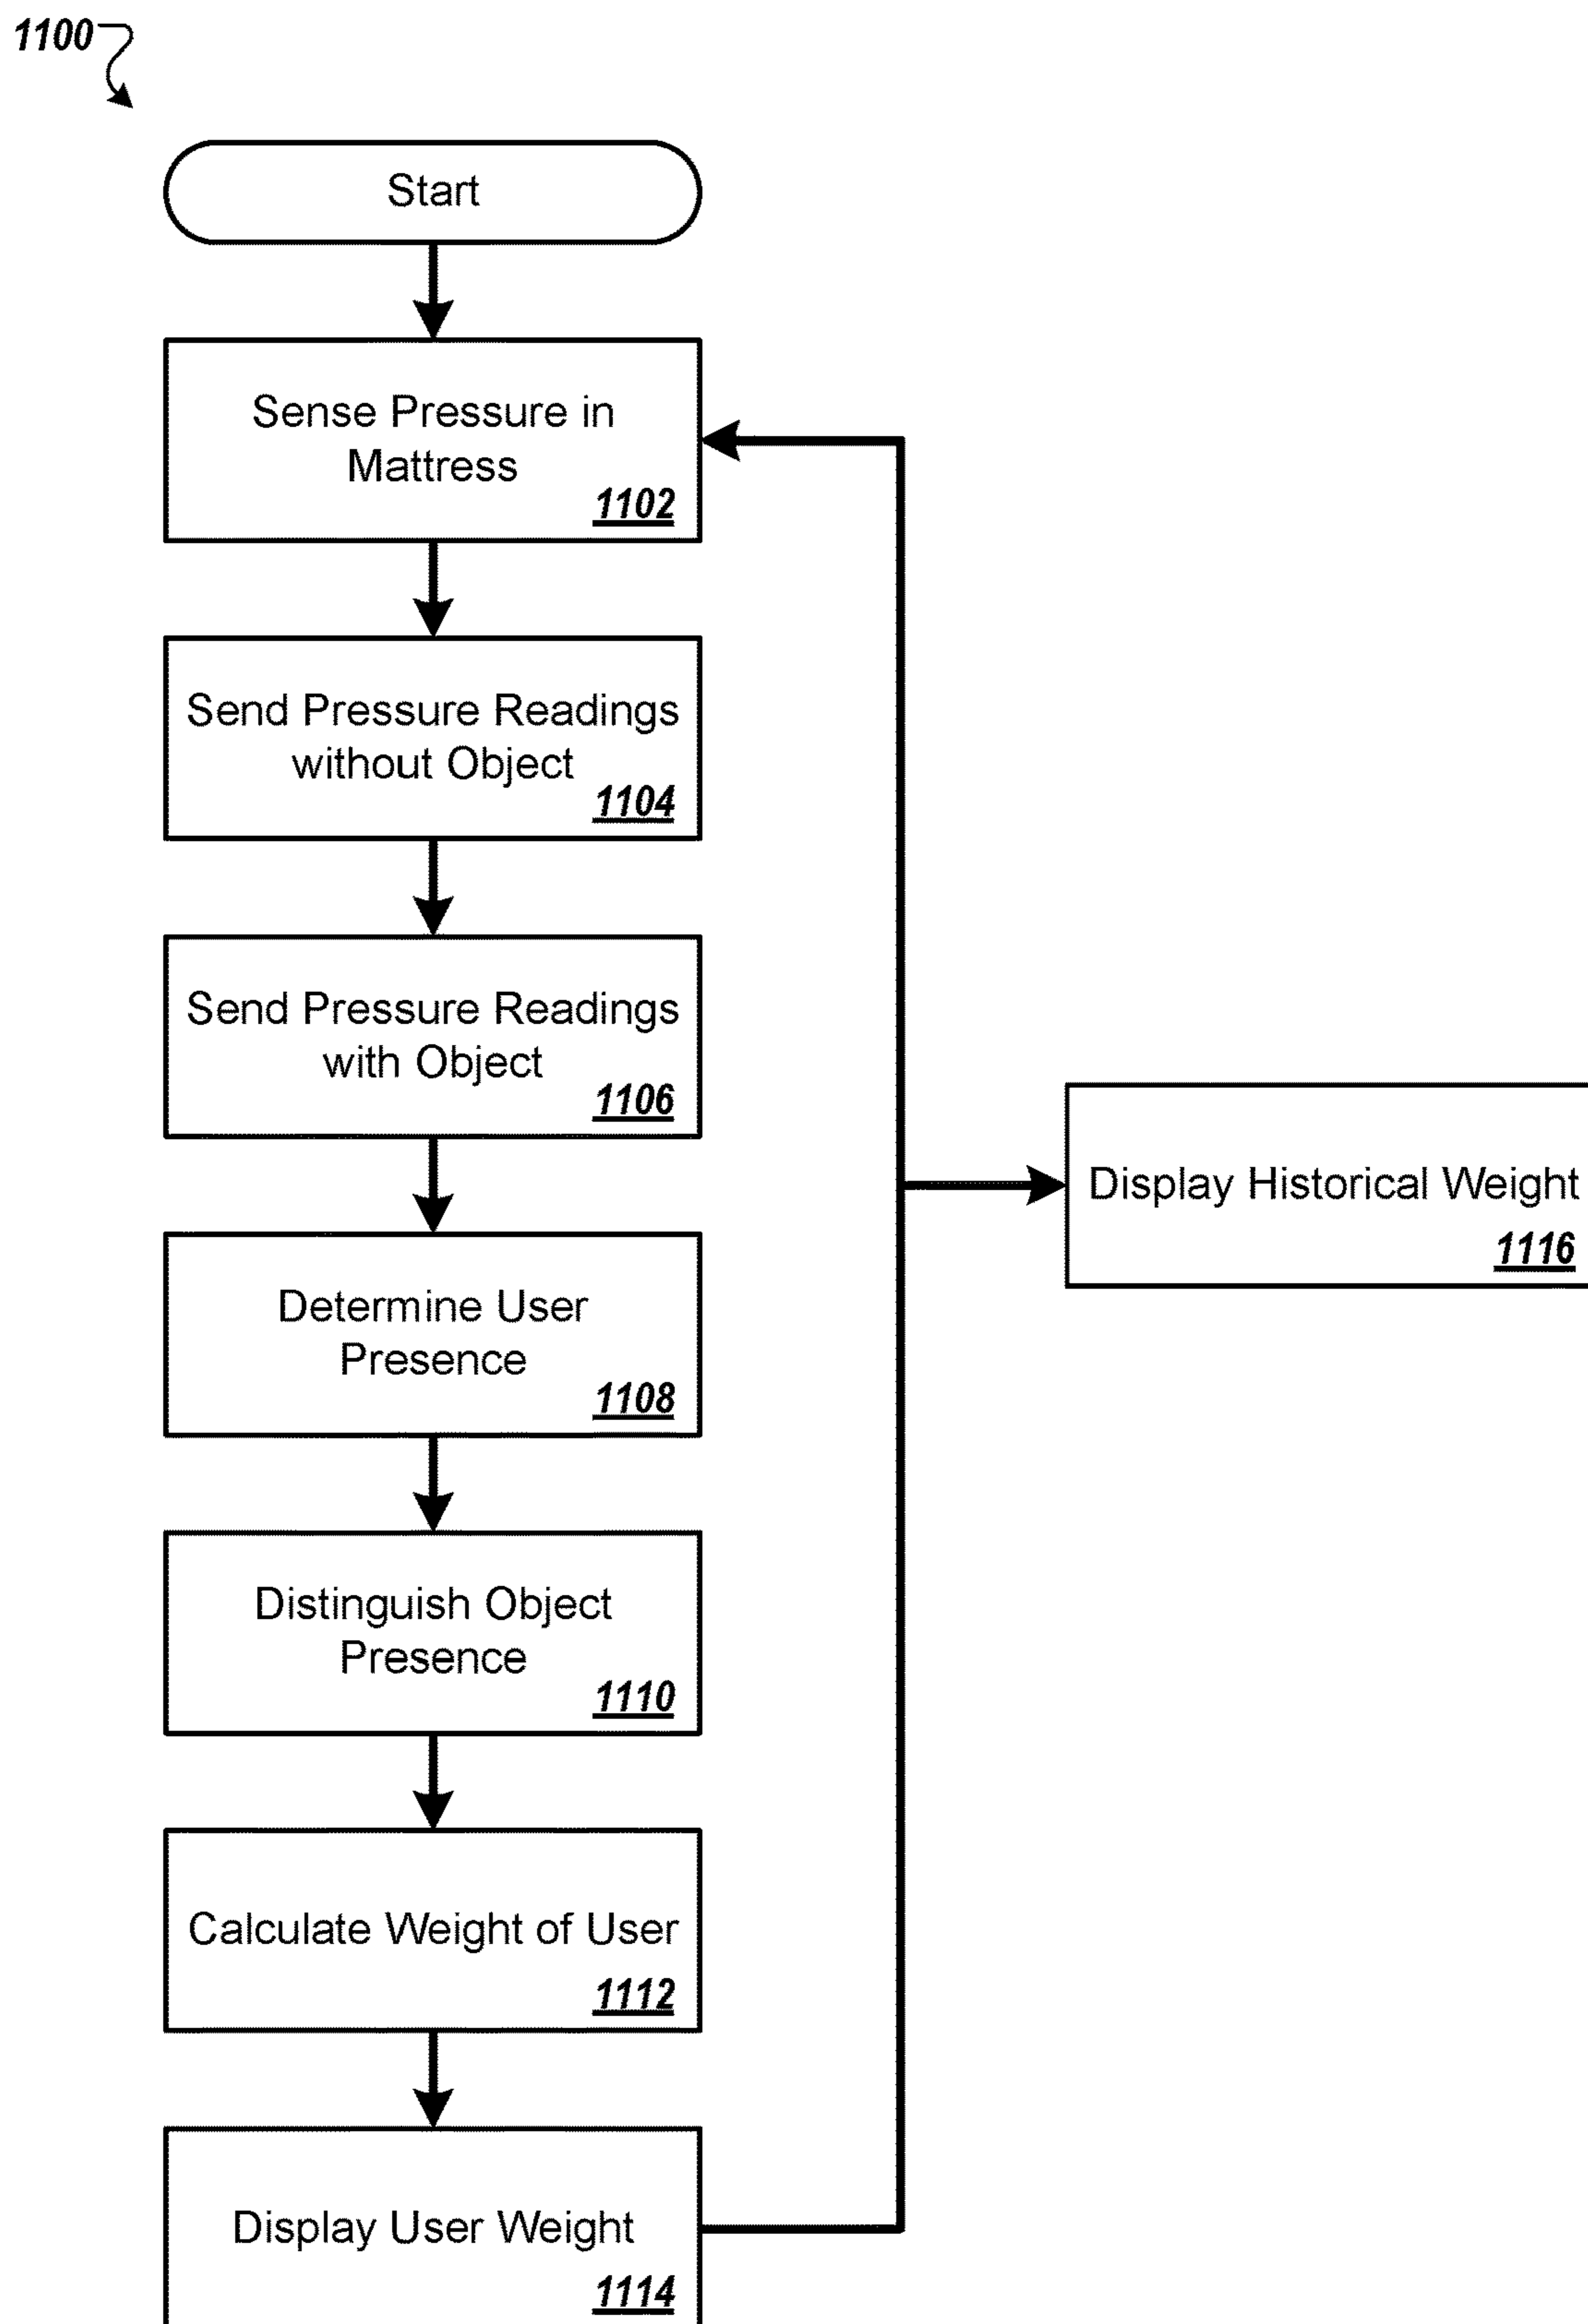 1100
Start
Sense Pressure in
Mattress
1102
Send Pressure Readings
without Object
1104
Send Pressure Readings
with Object
1106
Determine User
Presence
1108
Distinguish Object
Presence
1110
Calculate Weight of User
1112
Display User Weight
1114
Display Historical Weight
1116